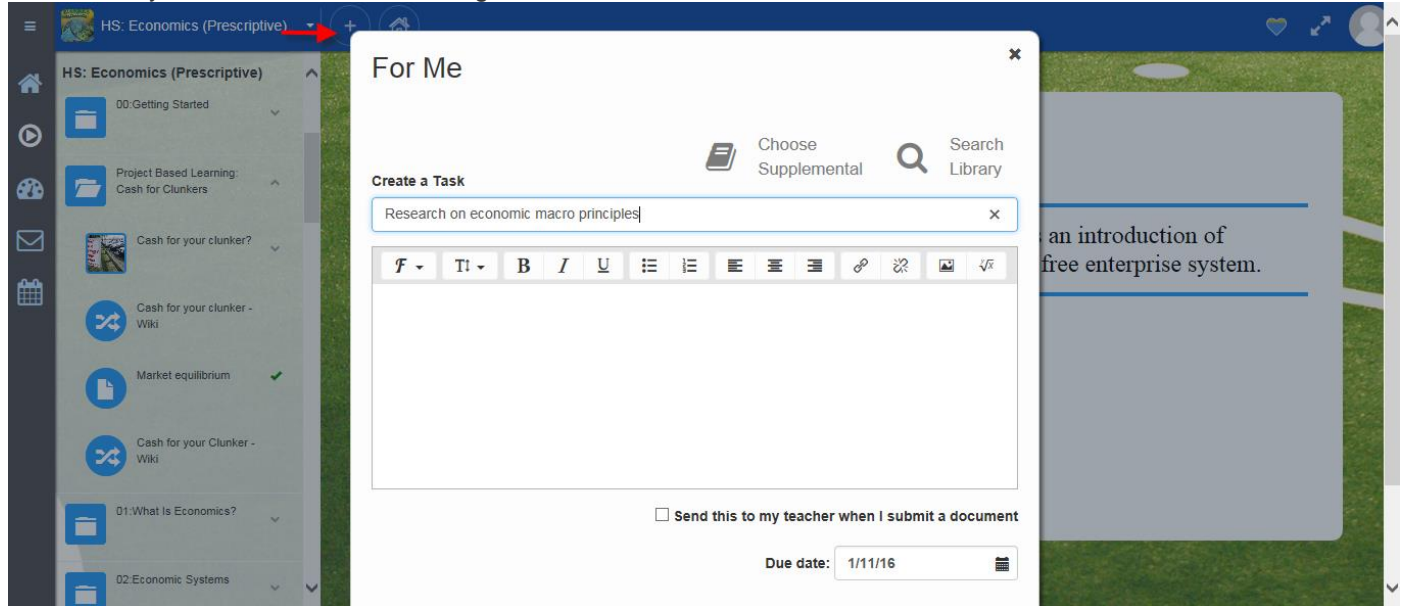 HS: Economics (Prescriptive)
HS: Economics (Prescriptive)
00:Getting Started
Project Based Learning:
Cash for Clunkers
Cash for your clunker?
Cash for your clunker -
Wiki
Market equilibrium
Cash for your Clunker -
Wiki
01:What Is Economics?
02:Economic Systems
For Me
Choose
Supplemental
Search
Library
Create a Task
Research on economic macro principles
F
TI
B I U
Send this to my teacher when I submit a document
Due date: 1/11/16
an introduction of
free enterprise system.